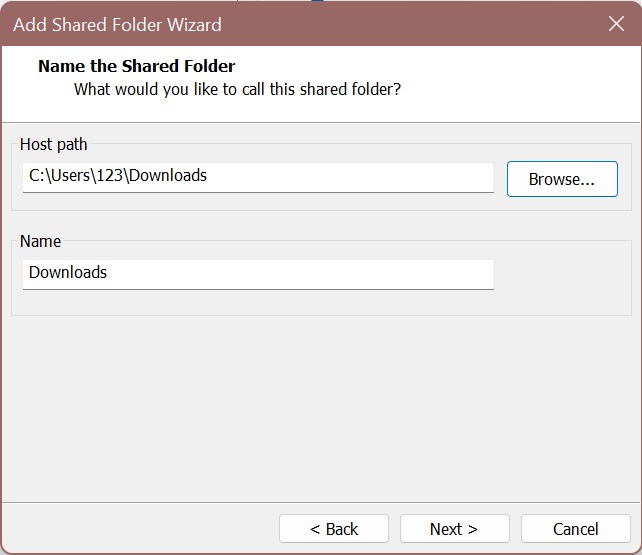 Add Shared Folder Wizard
Name the Shared Folder
What would you like to call this shared folder?
Host path
C:\Users\123\Downloads
Browse...
Name
Downloads
< Back
Next >
Cancel